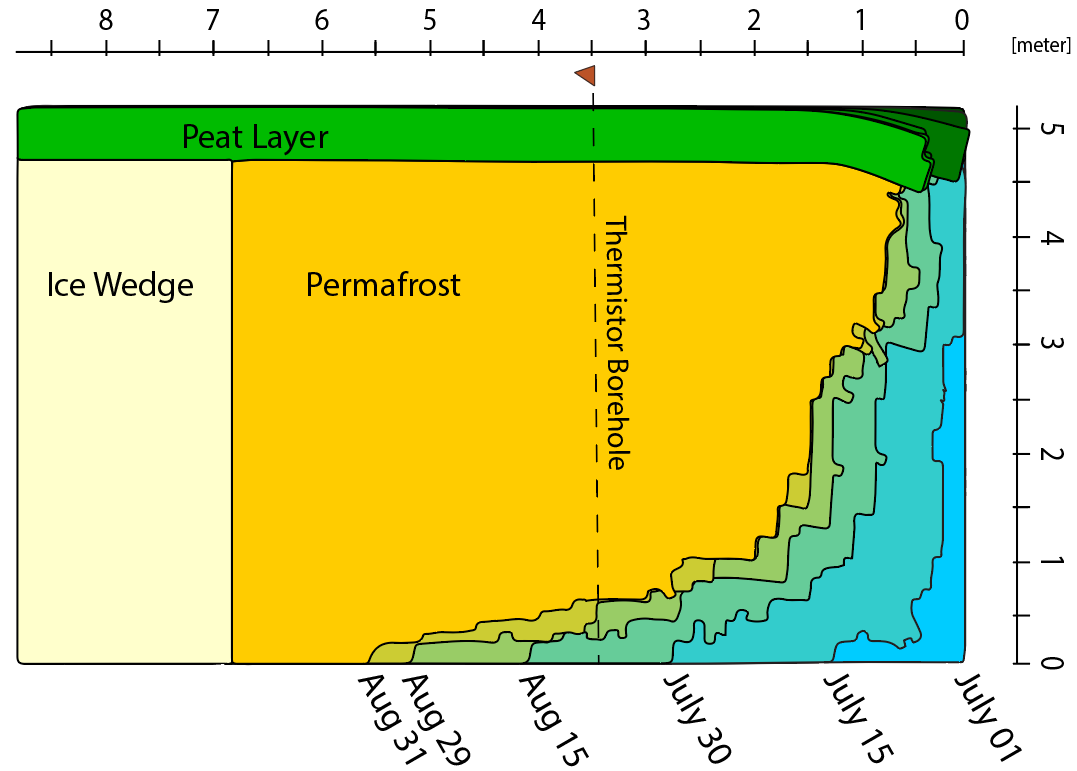 8 7 6 5 4 3 2 1 0
[meter]
Peat Layer
5
4
3
2
1
0
Ice Wedge
Permafrost
Thermistor Borehole
Aug 31
Aug 29
Aug 15
July 30
July 15
July 01